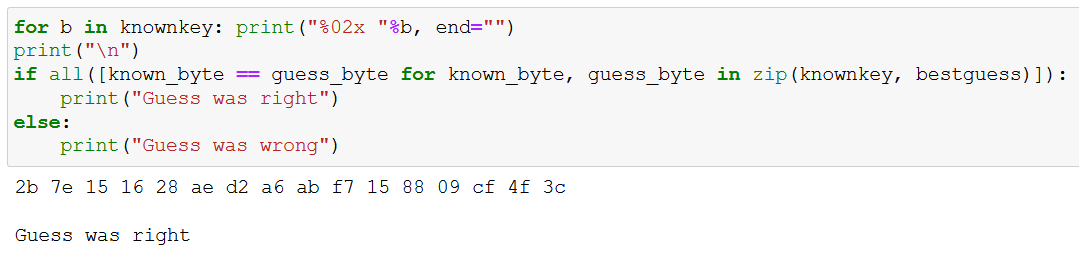 for b in knownkey: print("%02x "%b, end="")
print("\n")
if all([known_byte == guess_byte for known_byte, guess_byte in zip(knownkey, bestguess)]):
    print("Guess was right")
else:
    print("Guess was wrong")
2b 7e 15 16 28 ae d2 a6 ab f7 15 88 09 cf 4f 3c
Guess was right